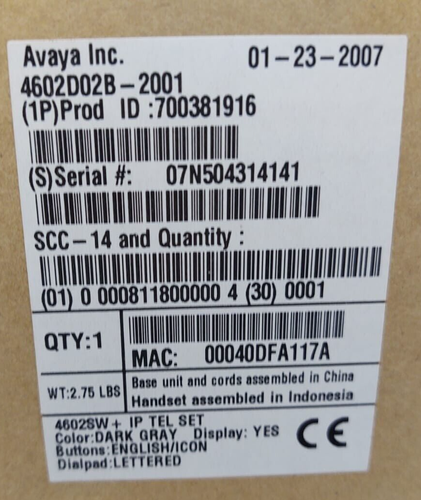 Avaya Inc. 01-23-2007
4602D02B-2001
(1P)Prod ID :700381916
(S)Serial #: 07N504314141
SCC-14 and Quantity :
(01) 0 0000811800000 4 (30) 0001
QTY:1
MAC: 00040DFA117A
WT:2.75 LBS
Base unit and cords assembled in China
Handset assembled in Indonesia
4602SW+ IP TEL SET
Color:DARK GRAY Display: YES
Buttons:ENGLISH/ICON
Dialpad:LETTERED
CE